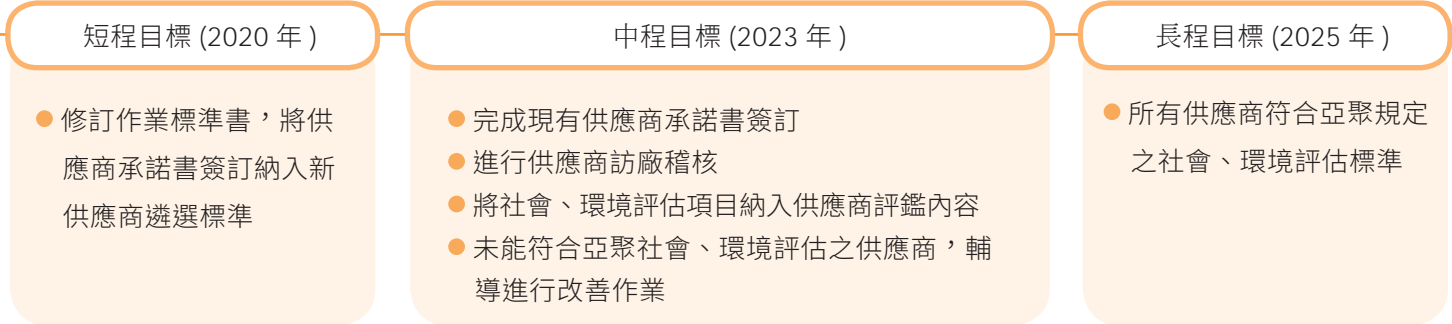 短程目標 (2020 年 )
修訂作業標準書，將供
應商承諾書簽訂納入新
供應商遴選標準
中程目標 (2023 年 )
完成現有供應商承諾書簽訂
進行供應商訪廠稽核
將社會、環境評估項目納入供應商評鑑內容
未能符合亞聚社會、環境評估之供應商，輔
導進行改善作業
長程目標 (2025 年 )
所有供應商符合亞聚規定
之社會、環境評估標準